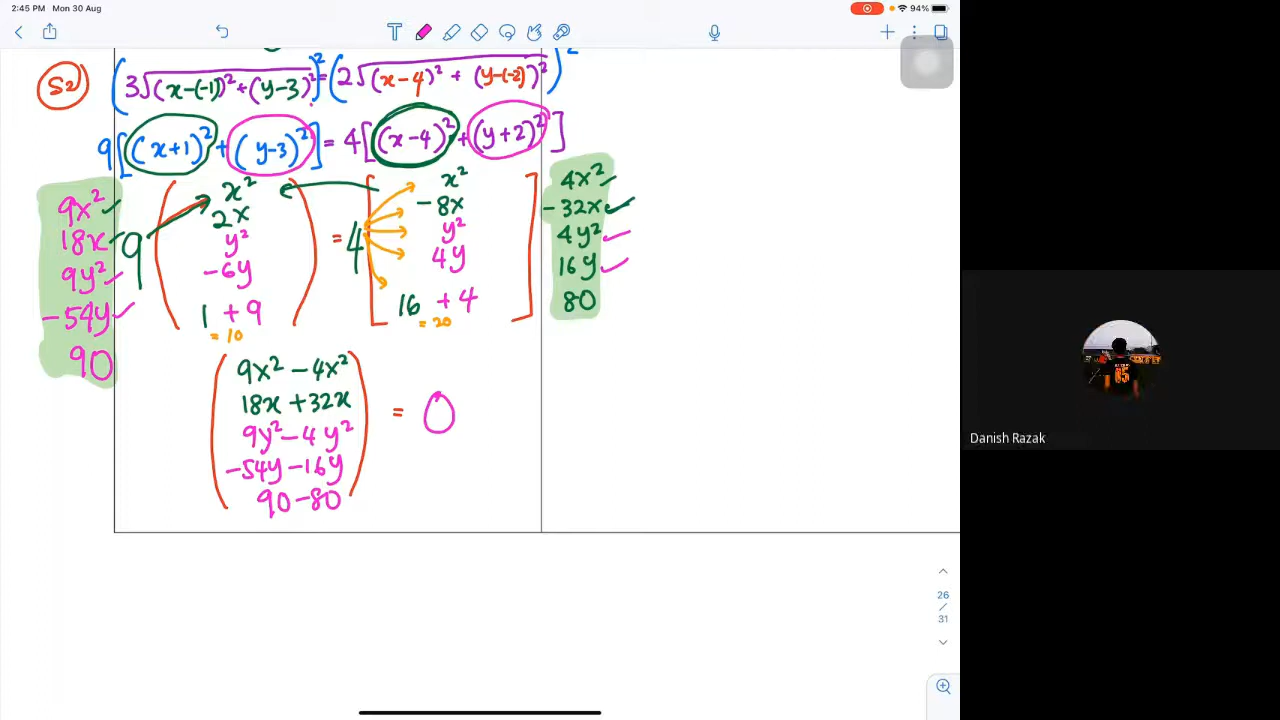 2:45 PM Mon 30 Aug
94%
S2
(3√(x-(-1))²+(y-3)²)² = (2√(x-4)² + (y-(-2))²)²
9[(x+1)² + (y-3)²] = 4[(x-4)² + (y+2)²]
9x²
18x
9y²
-54y
90
9
x²
2x
y²
-6y
1 + 9
= 10
= 4
x²
-8x
y²
4y
16 + 4
= 20
4x²
-32x
4y²
16y
80
9x² - 4x²
18x + 32x
9y² - 4y²
-54y - 16y
90 - 80
= 0
26
/
31
Danish Razak